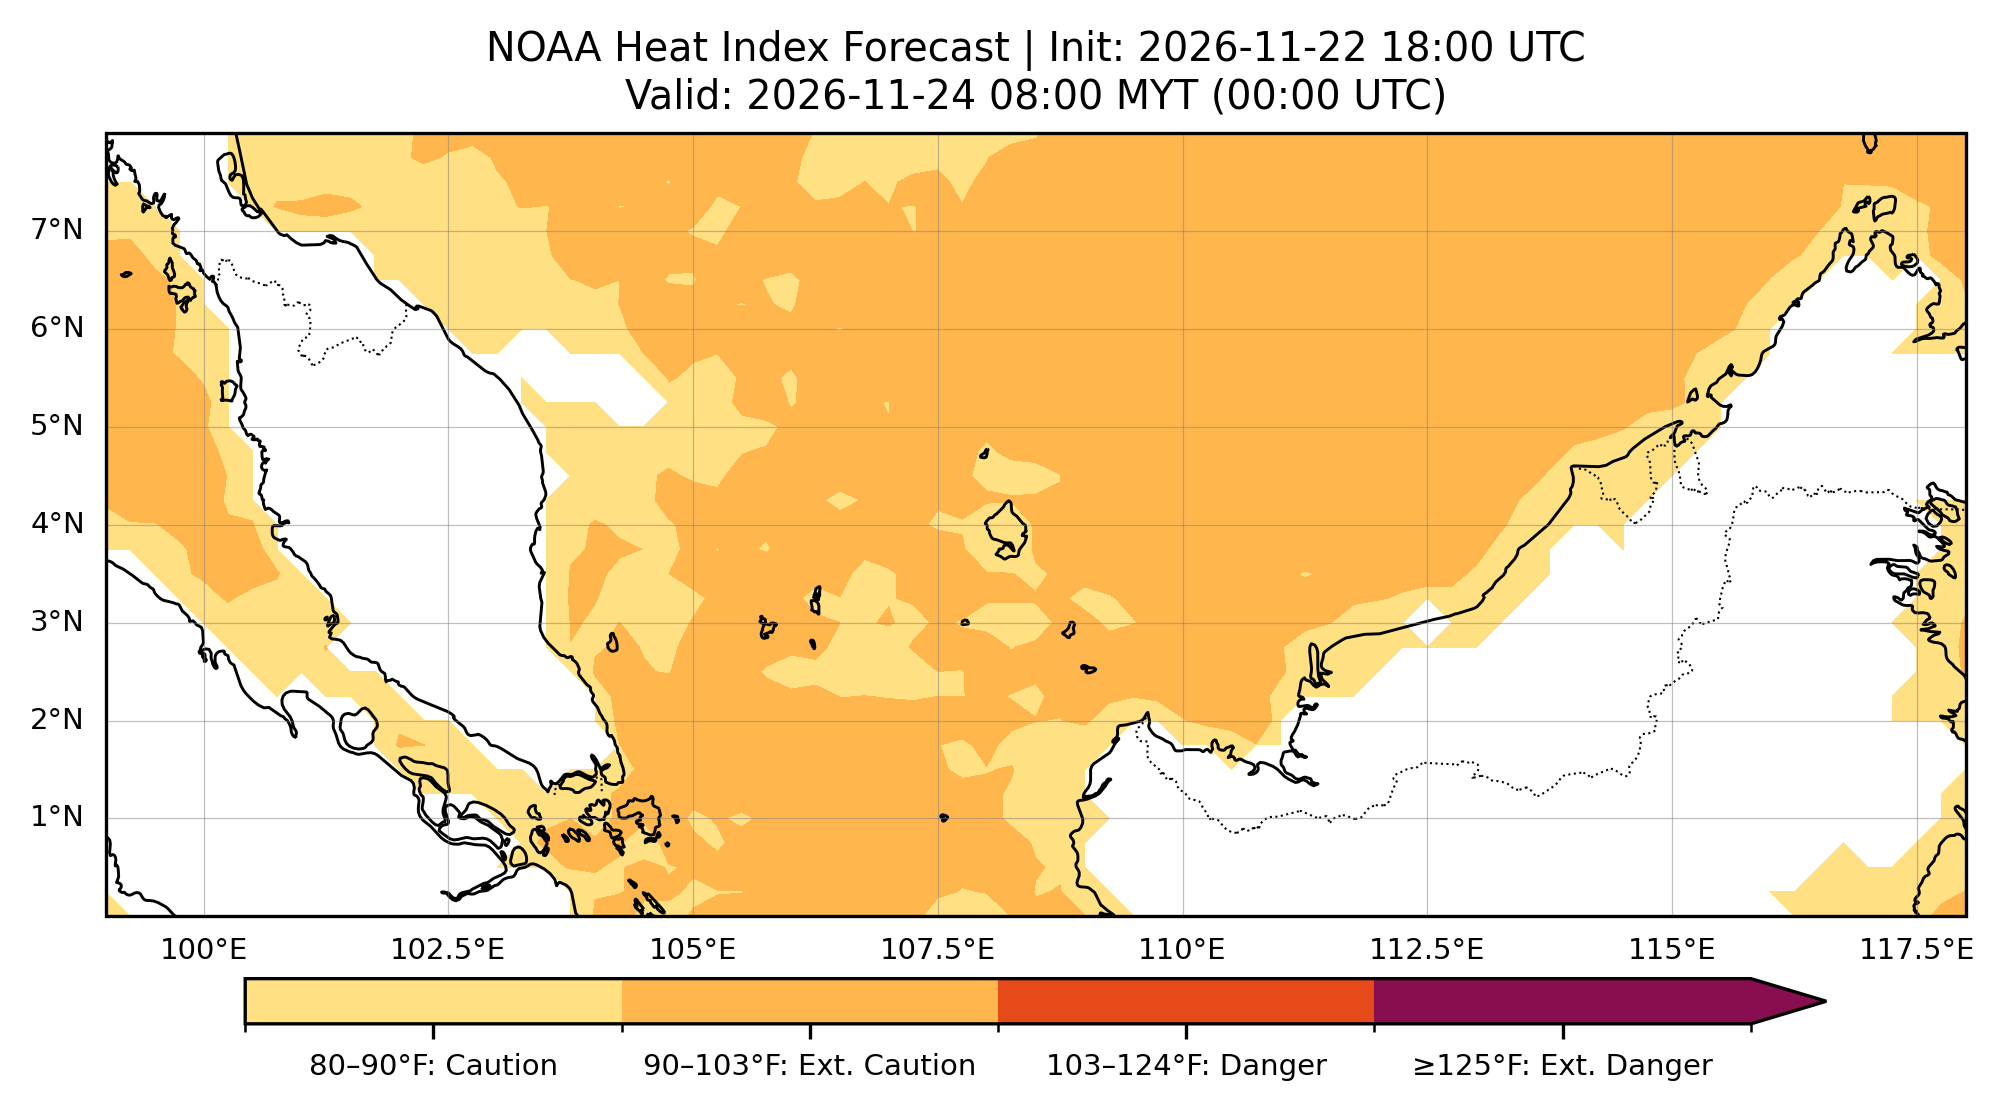 NOAA Heat Index Forecast | Init: 2026-11-22 18:00 UTC
Valid: 2026-11-24 08:00 MYT (00:00 UTC)
7°N
6°N
5°N
4°N
3°N
2°N
1°N
100°E 102.5°E 105°E 107.5°E 110°E 112.5°E 115°E 117.5°E
80–90°F: Caution 90–103°F: Ext. Caution 103–124°F: Danger ≥125°F: Ext. Danger